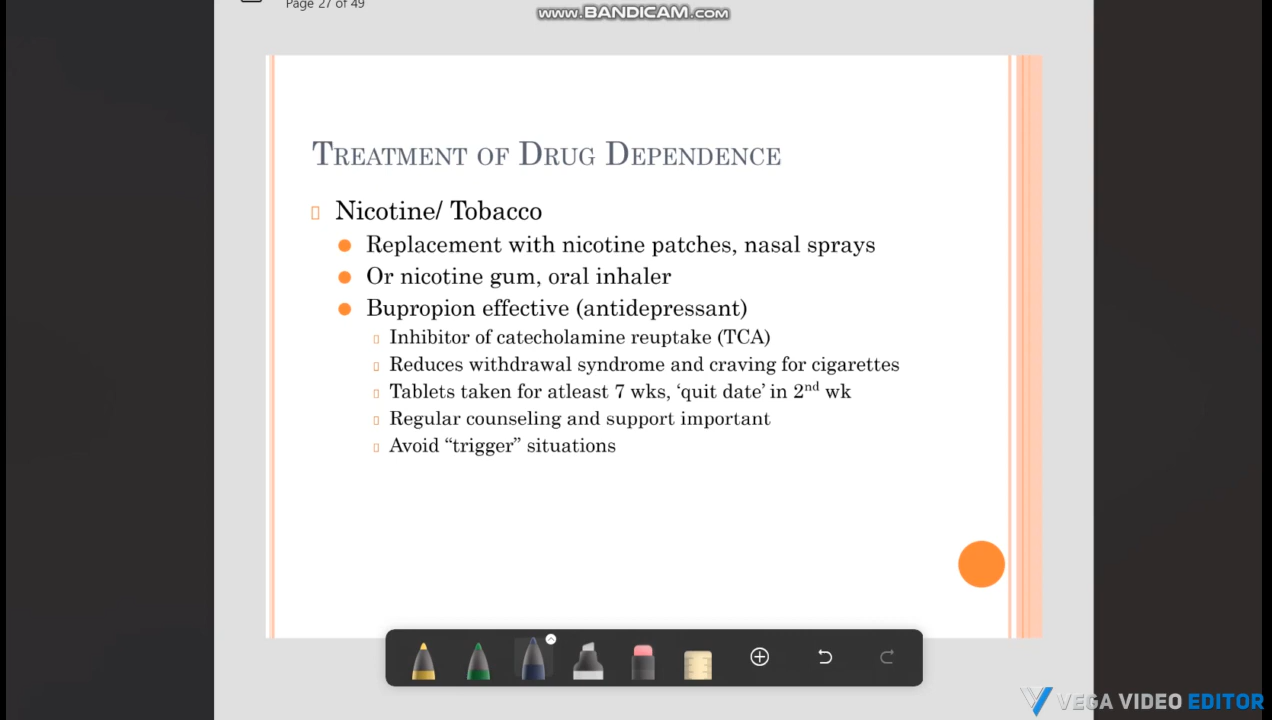 Page 27 of 49
www.BANDICAM.com
Treatment of Drug Dependence
Nicotine/ Tobacco
Replacement with nicotine patches, nasal sprays
Or nicotine gum, oral inhaler
Bupropion effective (antidepressant)
Inhibitor of catecholamine reuptake (TCA)
Reduces withdrawal syndrome and craving for cigarettes
Tablets taken for atleast 7 wks, ‘quit date’ in 2nd wk
Regular counseling and support important
Avoid “trigger” situations
VEGA VIDEO EDITOR